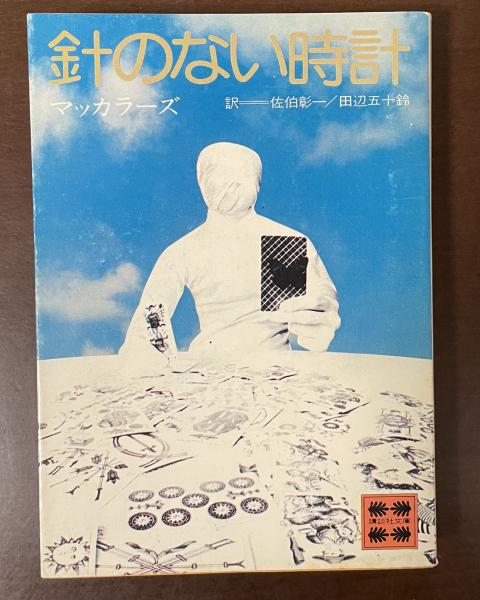 針のない時計
マッカラーズ
訳──佐伯彰一／田辺五十鈴
講談社文庫